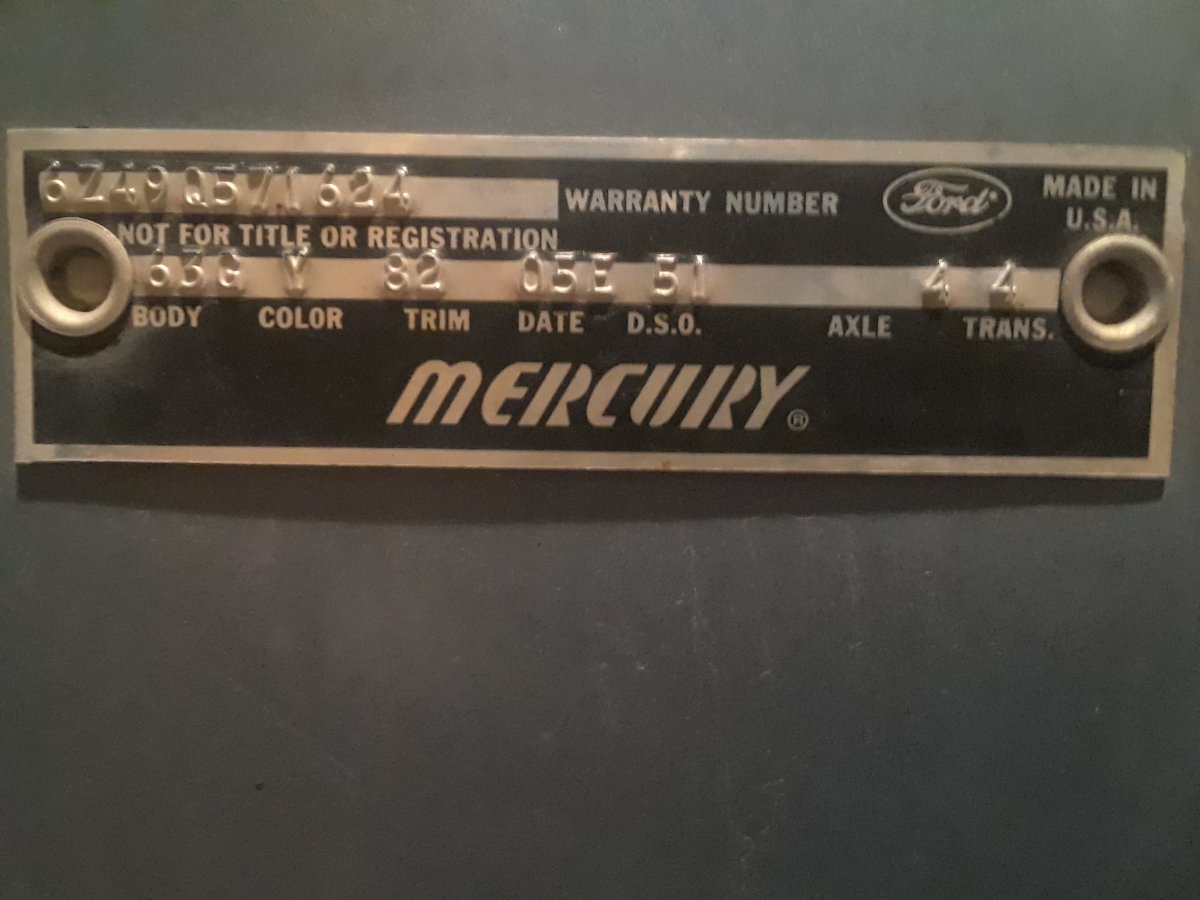 6Z49Q571624 WARRANTY NUMBER Ford MADE IN
U.S.A.
NOT FOR TITLE OR REGISTRATION
63G Y 82 05E 51 4 4
BODY COLOR TRIM DATE D.S.O. AXLE TRANS.
MERCURY ®